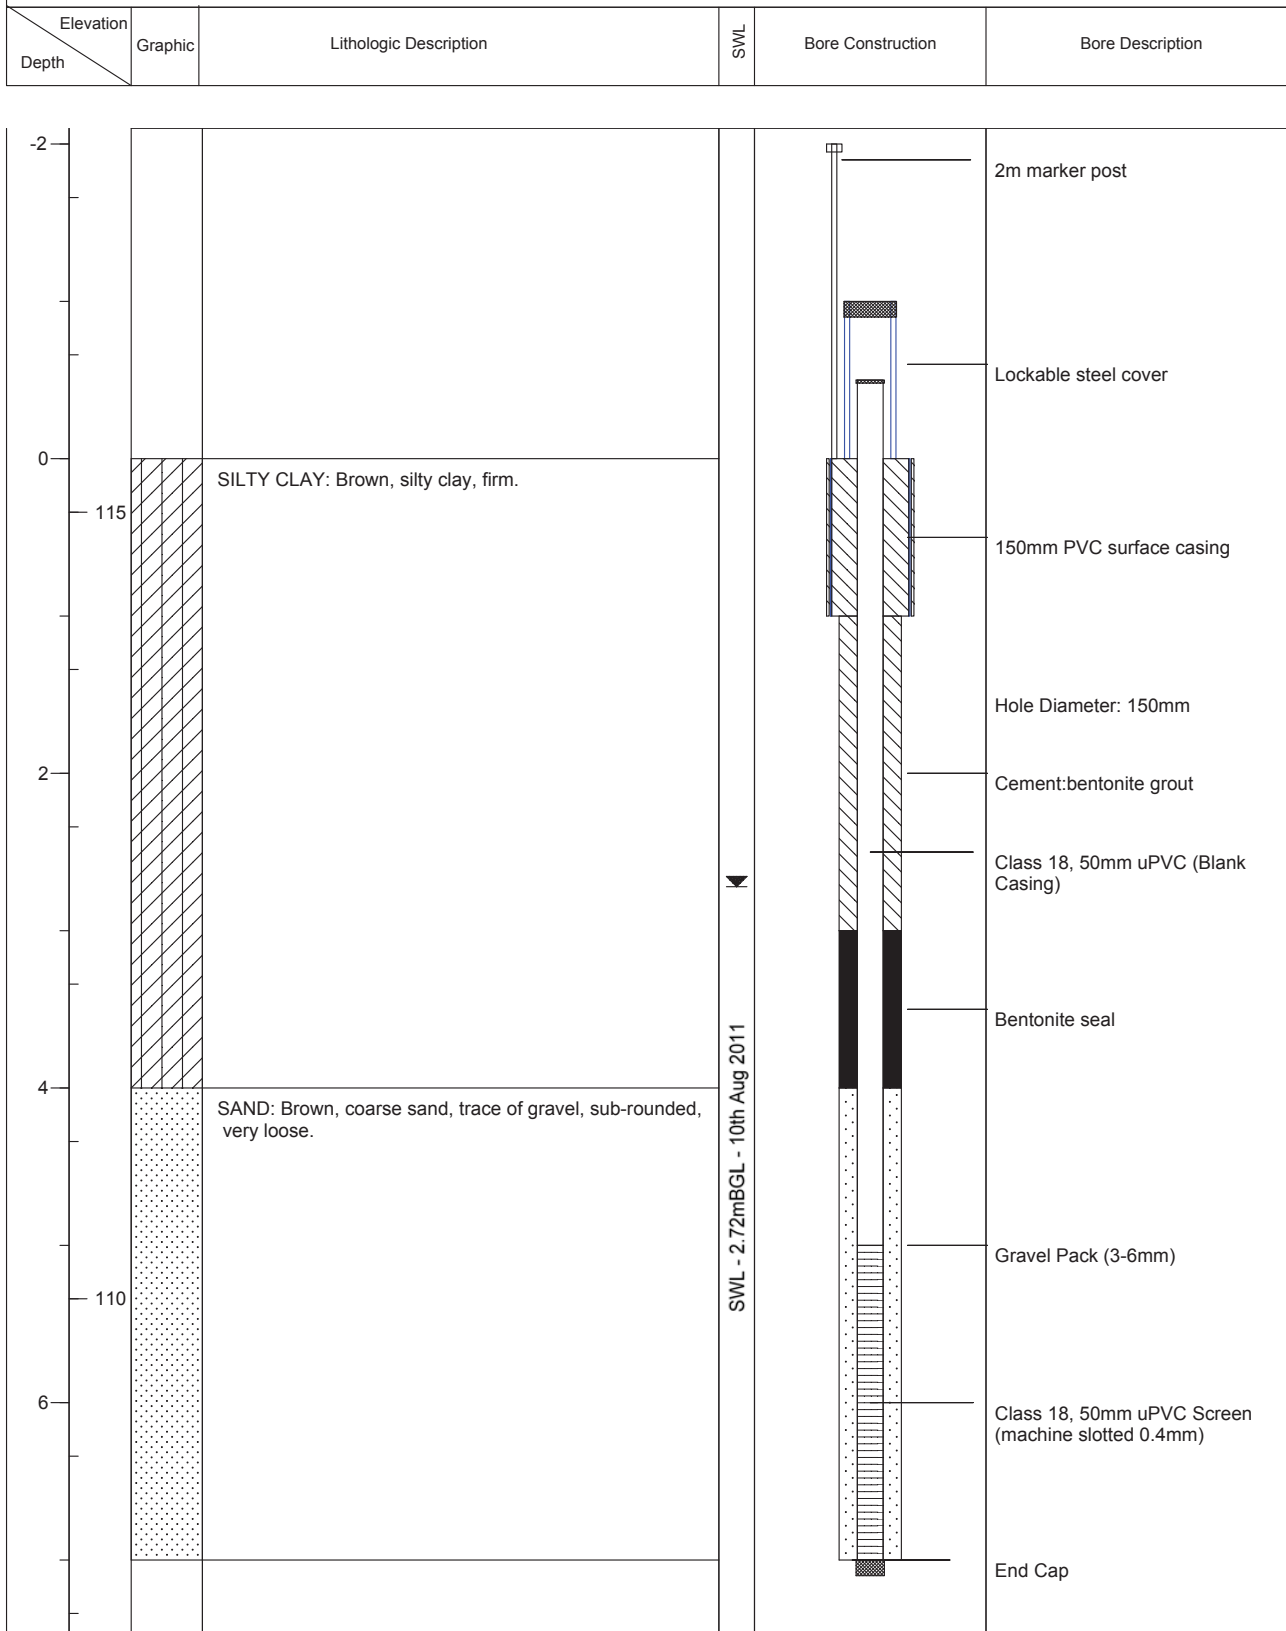 Elevation
Depth
Graphic
Lithologic Description
SWL
Bore Construction
Bore Description
-2
2m marker post
Lockable steel cover
0
SILTY CLAY: Brown, silty clay, firm.
115
150mm PVC surface casing
Hole Diameter: 150mm
2
Cement:bentonite grout
Class 18, 50mm uPVC (Blank
Casing)
Bentonite seal
SWL - 2.72mBGL - 10th Aug 2011
4
SAND: Brown, coarse sand, trace of gravel, sub-rounded,
very loose.
Gravel Pack (3-6mm)
110
6
Class 18, 50mm uPVC Screen
(machine slotted 0.4mm)
End Cap